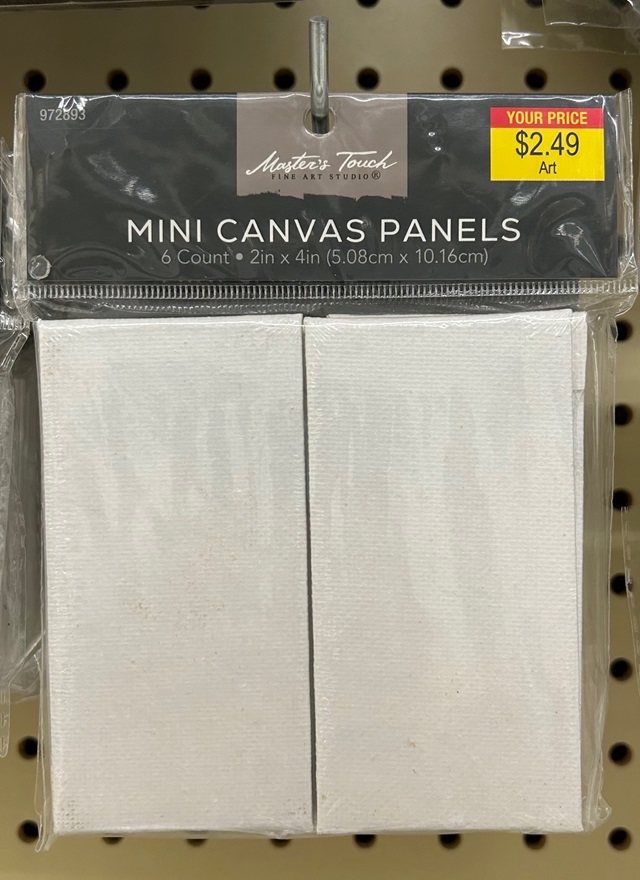 972893
YOUR PRICE
$2.49
Art
Master's Touch
FINE ART STUDIO®
MINI CANVAS PANELS
6 Count • 2in x 4in (5.08cm x 10.16cm)